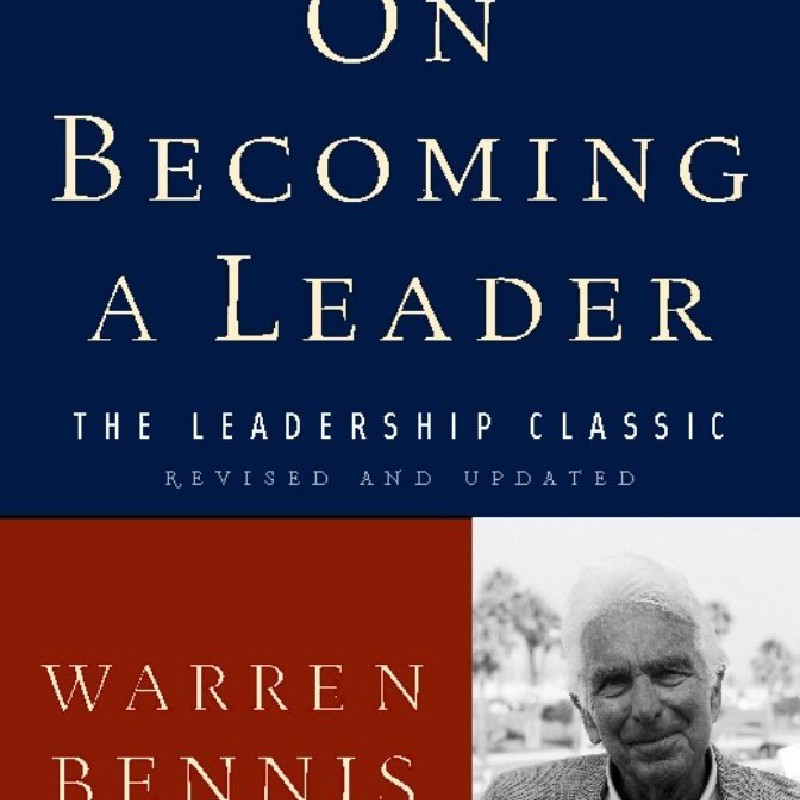 ON
BECOMING
A LEADER
THE LEADERSHIP CLASSIC
REVISED AND UPDATED
WARREN
BENNIS